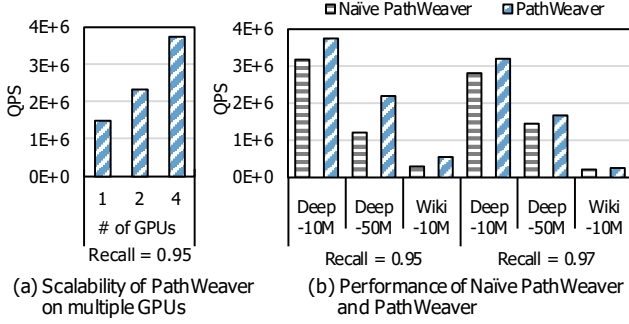 Naïve PathWeaver PathWeaver
4E+6
3E+6
2E+6
1E+6
0E+0
QPS
1 2 4
# of GPUs
Recall = 0.95
(a) Scalability of PathWeaver
on multiple GPUs
4E+6
3E+6
2E+6
1E+6
0E+0
QPS
Deep Deep Wiki Deep Deep Wiki
-10M -50M -10M -10M -50M -10M
Recall = 0.95 Recall = 0.97
(b) Performance of Naïve PathWeaver
and PathWeaver